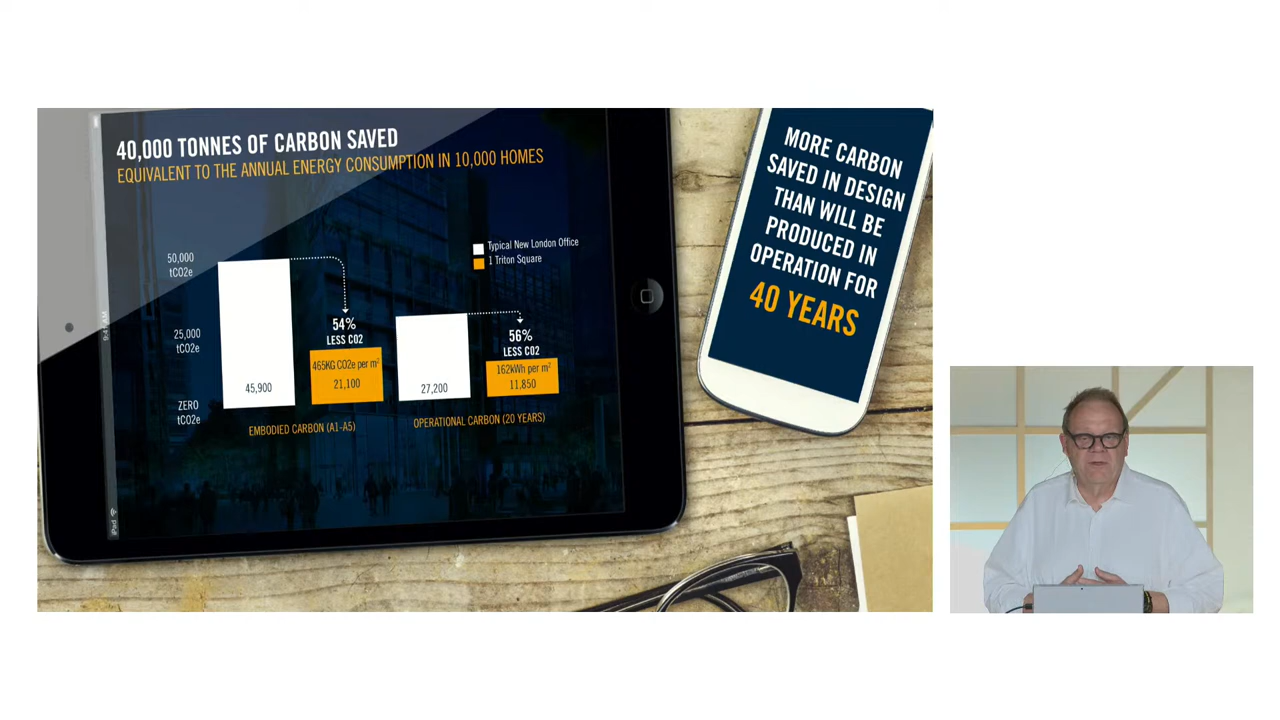 40,000 TONNES OF CARBON SAVED
EQUIVALENT TO THE ANNUAL ENERGY CONSUMPTION IN 10,000 HOMES
Typical New London Office
1 Triton Square
50,000
tCO2e
25,000
tCO2e
ZERO
tCO2e
54%
LESS CO2
465KG CO2e per m²
21,100
45,900
56%
LESS CO2
162kWh per m²
11,850
27,200
EMBODIED CARBON (A1-A5)
OPERATIONAL CARBON (20 YEARS)
iPad
MORE CARBON
SAVED IN DESIGN
THAN WILL BE
PRODUCED IN
OPERATION FOR
40 YEARS